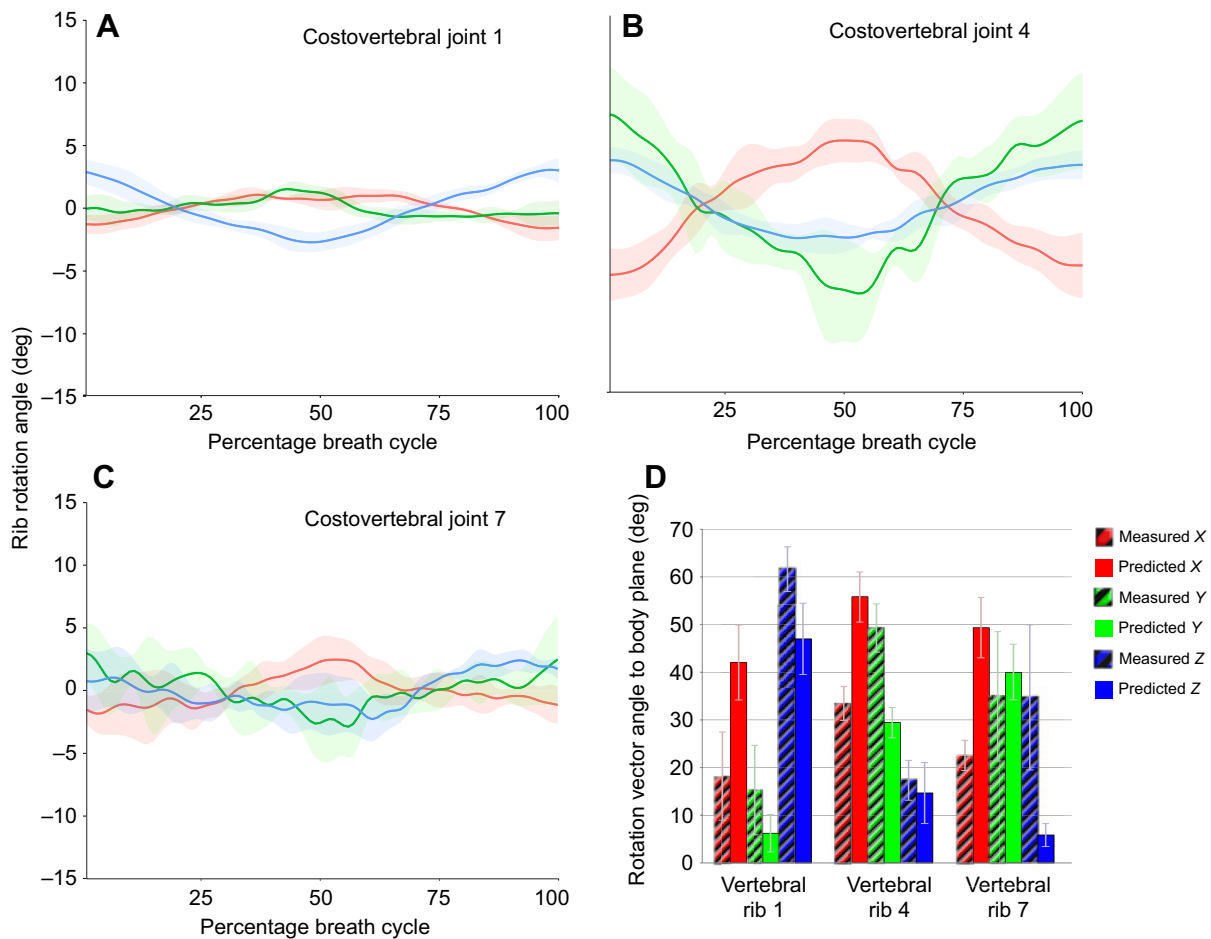 A
Costovertebral joint 1
15
10
5
0
–5
–10
–15
25
50
75
100
Percentage breath cycle
Rib rotation angle (deg)
B
Costovertebral joint 4
25
50
75
100
Percentage breath cycle
C
Costovertebral joint 7
15
10
5
0
–5
–10
–15
25
50
75
100
Percentage breath cycle
D
Rotation vector angle to body plane (deg)
70
60
50
40
30
20
10
0
Vertebral
rib 1
Vertebral
rib 4
Vertebral
rib 7
Measured X
Predicted X
Measured Y
Predicted Y
Measured Z
Predicted Z